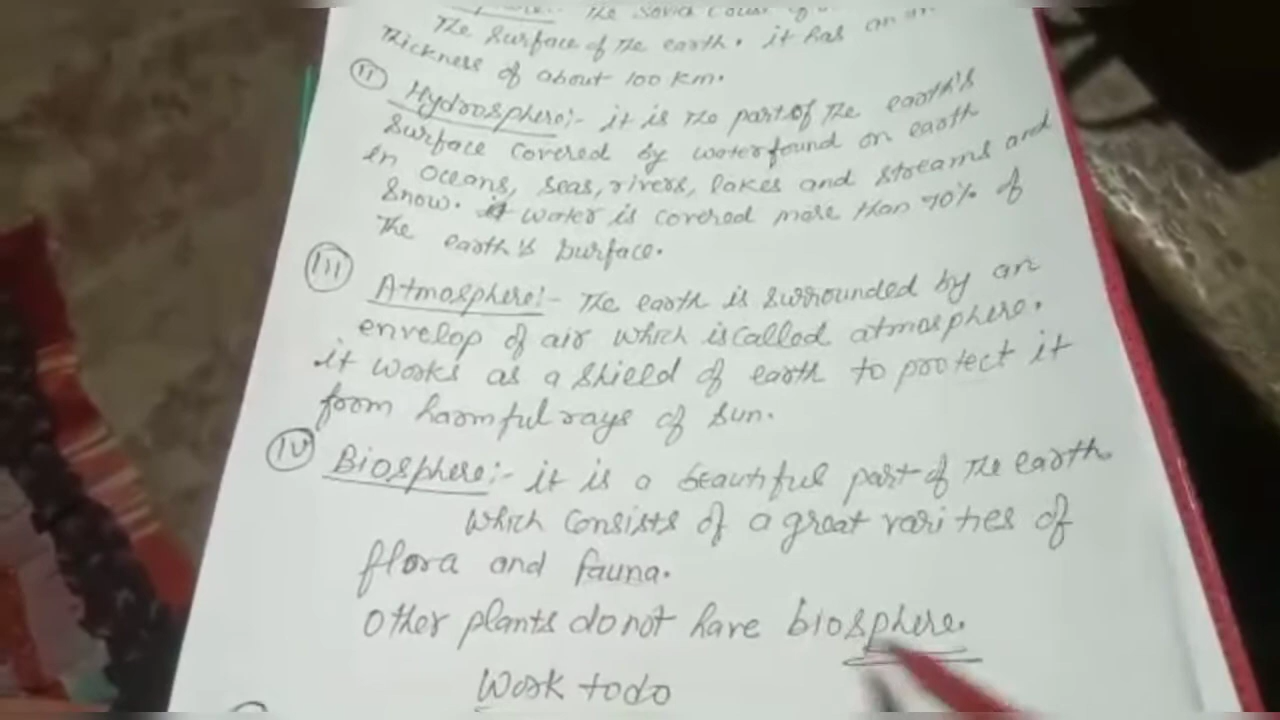 The Solid
The Surface of The earth. it has an
Thickness of about 100 Km.
II Hydrosphere:- it is The part of The earth's
Surface Covered by water found on earth
in oceans, seas, rivers, lakes and streams and
Snow. water is covered more than 70% of
The earth's surface.
III Atmosphere:- The earth is surrounded by an
envelop of air which is called atmosphere.
it works as a shield of earth to protect it
from harmful rays of sun.
IV Biosphere:- it is a beautiful part of The earth
which consists of a great varities of
flora and fauna.
Other plants do not have biosphere.
Work to do